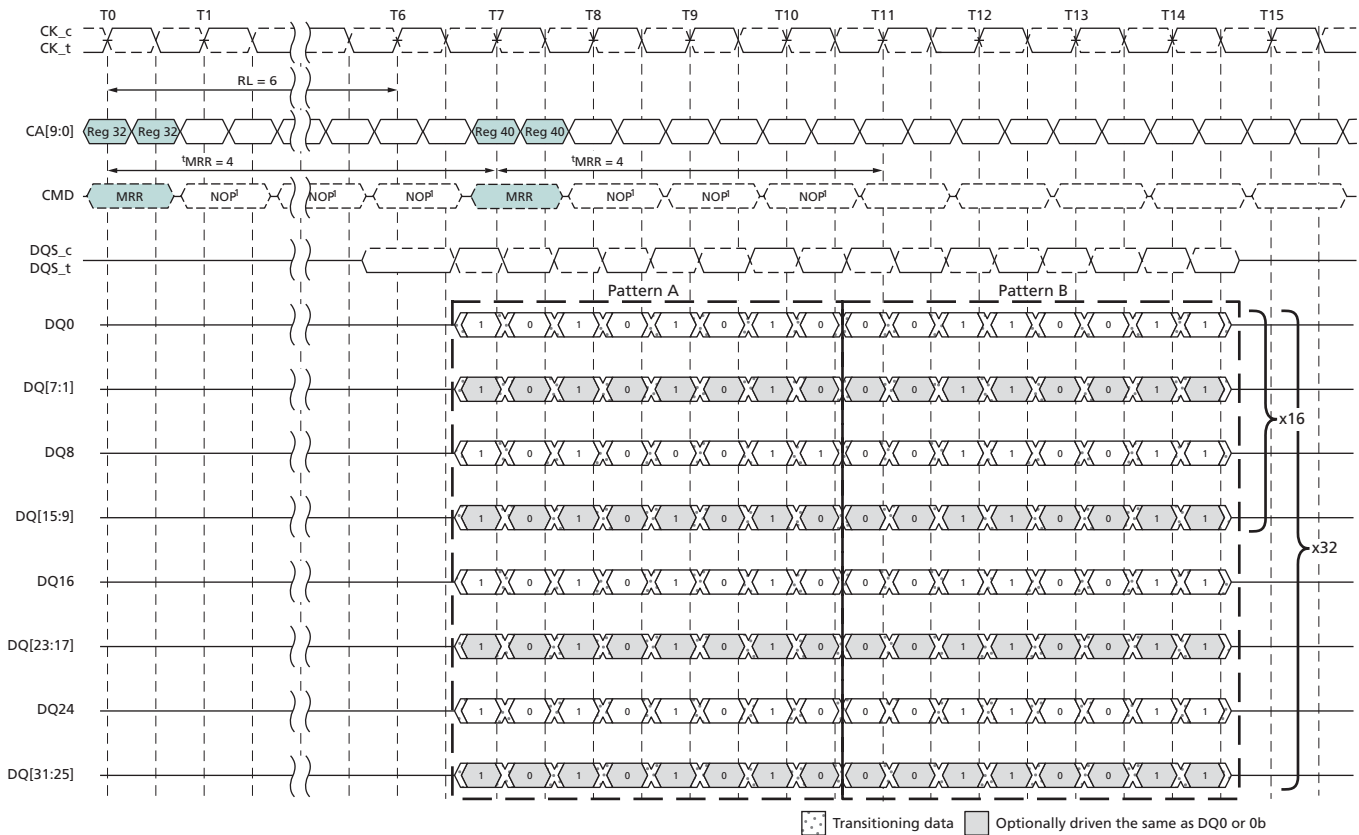 T0 T1 T6 T7 T8 T9 T10 T11 T12 T13 T14 T15
CK_c
CK_t
RL = 6
CA[9:0] Reg 32 Reg 32 Reg 40 Reg 40
tMRR = 4 tMRR = 4
CMD MRR NOP1 NOP1 NOP1 MRR NOP1 NOP1 NOP1
DQS_c
DQS_t
Pattern A Pattern B
DQ0 1 0 1 0 1 0 1 0 0 0 1 1 0 0 1 1
DQ[7:1] 1 0 1 0 1 0 1 0 0 0 1 1 0 0 1 1
x16
DQ8 1 0 1 0 0 0 1 1 0 0 1 1 0 0 1 1
DQ[15:9] 1 0 1 0 1 0 1 0 0 0 1 1 0 0 1 1
x32
DQ16 1 0 1 0 1 0 1 0 0 0 1 1 0 0 1 1
DQ[23:17] 1 0 1 0 1 0 1 0 0 0 1 1 0 0 1 1
DQ24 1 0 1 0 1 0 1 0 0 0 1 1 0 0 1 1
DQ[31:25] 1 0 1 0 1 0 1 0 0 0 1 1 0 0 1 1
Transitioning data Optionally driven the same as DQ0 or 0b